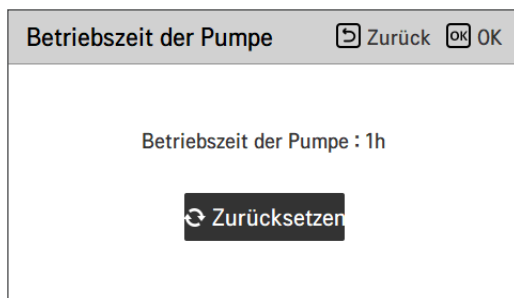 Betriebszeit der Pumpe Zurück OK OK
Betriebszeit der Pumpe : 1h
Zurücksetzen